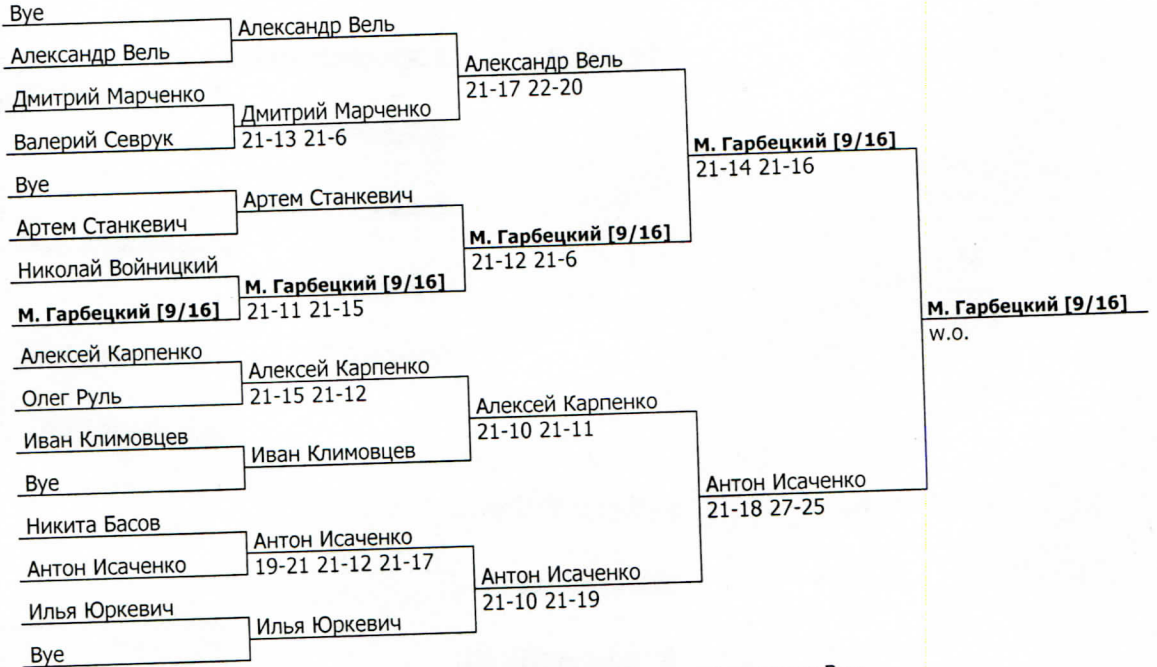 Bye
Александр Вель
Дмитрий Марченко
Валерий Севрук
Bye
Артем Станкевич
Николай Войницкий
М. Гарбецкий [9/16]
Алексей Карпенко
Олег Руль
Иван Климовцев
Bye
Никита Басов
Антон Исаченко
Илья Юркевич
Bye
Александр Вель
Дмитрий Марченко
21-13 21-6
Артем Станкевич
М. Гарбецкий [9/16]
21-11 21-15
Алексей Карпенко
21-15 21-12
Иван Климовцев
Антон Исаченко
19-21 21-12 21-17
Илья Юркевич
Александр Вель
21-17 22-20
М. Гарбецкий [9/16]
21-12 21-6
Алексей Карпенко
21-10 21-11
Антон Исаченко
21-10 21-19
М. Гарбецкий [9/16]
21-14 21-16
Антон Исаченко
21-18 27-25
М. Гарбецкий [9/16]
w.o.